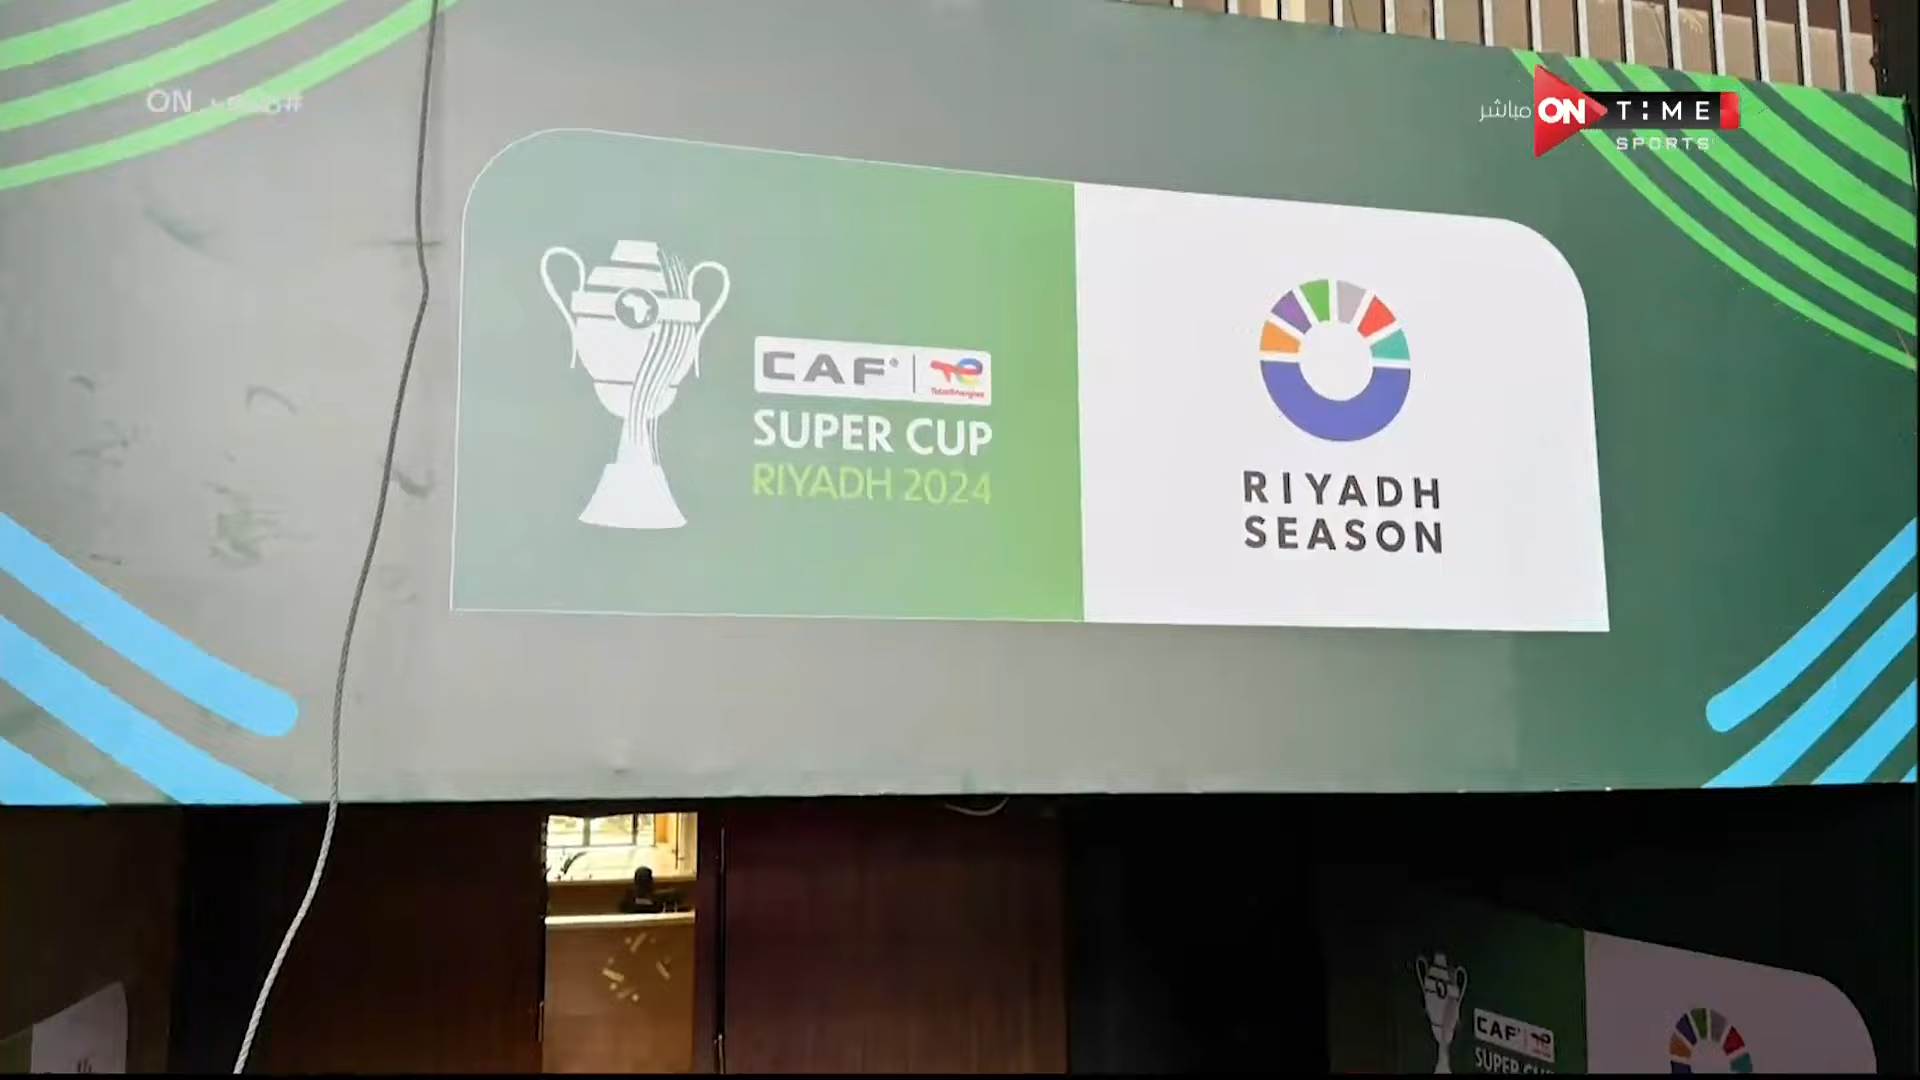 ON
مباشر ON TIME
SPORTS
CAF
TotalEnergies
SUPER CUP
RIYADH 2024
RIYADH
SEASON
CAF
SUPER CUP